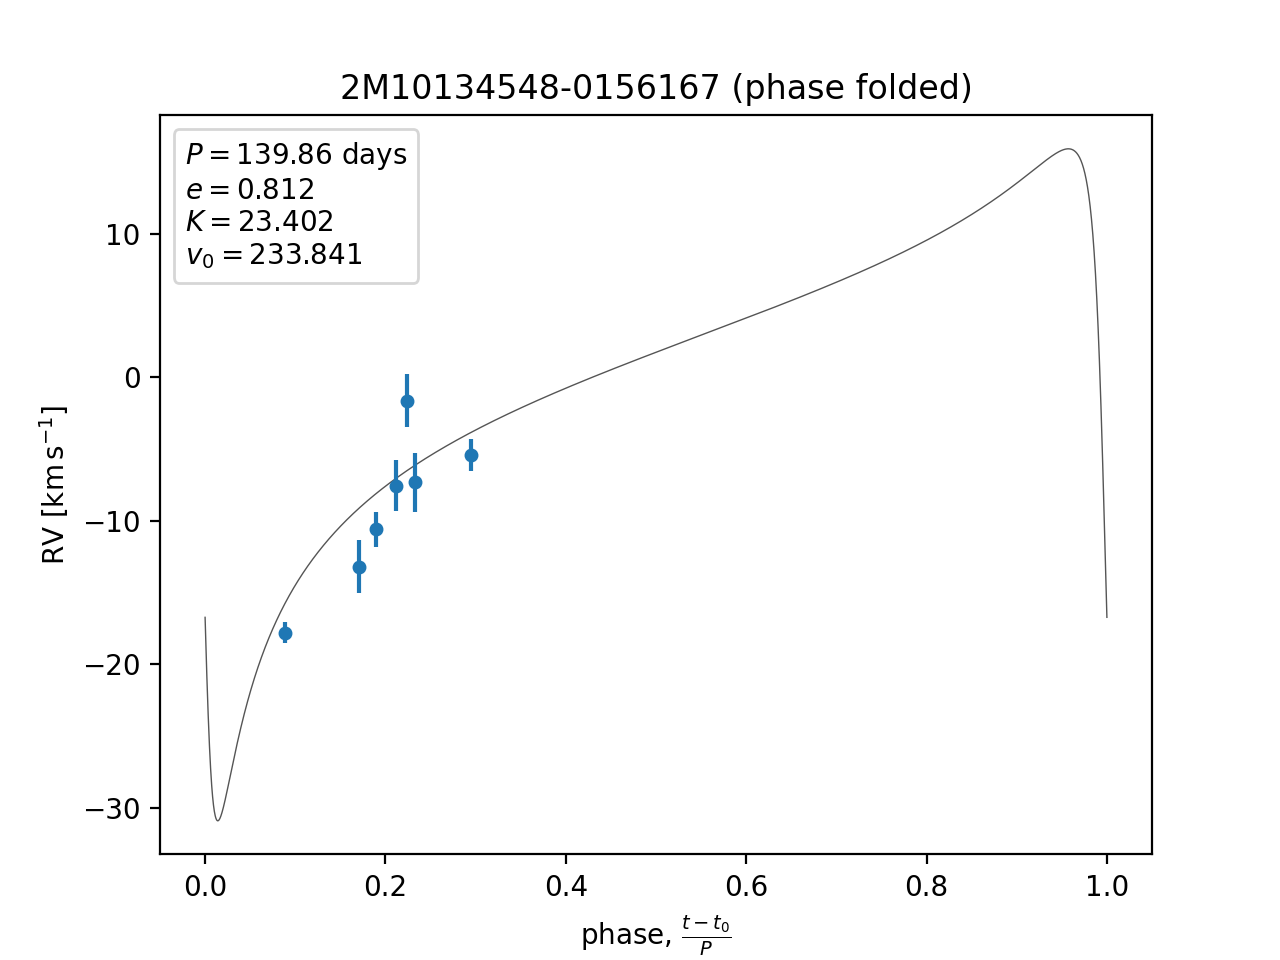 2M10134548-0156167 (phase folded)
P = 139.86 days
e = 0.812
K = 23.402
v₀ = 233.841
10
0
−10
−20
−30
RV [km s⁻¹]
0.0 0.2 0.4 0.6 0.8 1.0
phase, (t − t₀)/P